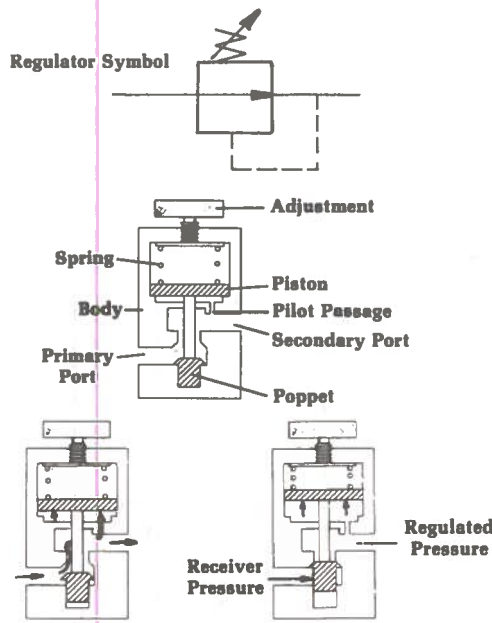 Regulator Symbol
Adjustment
Spring
Piston
Body
Pilot Passage
Secondary Port
Primary
Port
Poppet
Regulated
Pressure
Receiver
Pressure